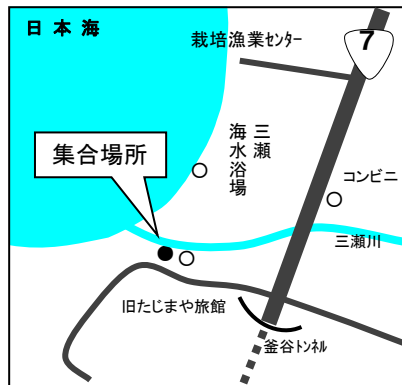 日本海
7
栽培漁業センター
集合場所
三瀬
海水浴場
コンビニ
三瀬川
旧たじまや旅館
釜谷トンネル